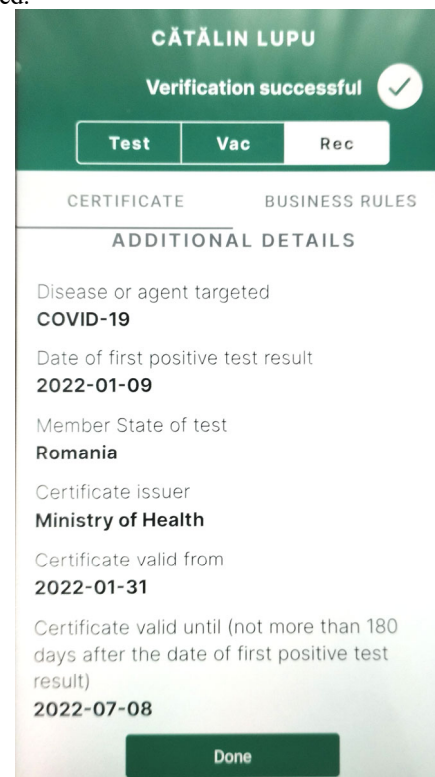 ed.
CĂTĂLIN LUPU
Verification successful
Test Vac Rec
CERTIFICATE BUSINESS RULES
ADDITIONAL DETAILS
Disease or agent targeted
COVID-19
Date of first positive test result
2022-01-09
Member State of test
Romania
Certificate issuer
Ministry of Health
Certificate valid from
2022-01-31
Certificate valid until (not more than 180
days after the date of first positive test
result)
2022-07-08
Done